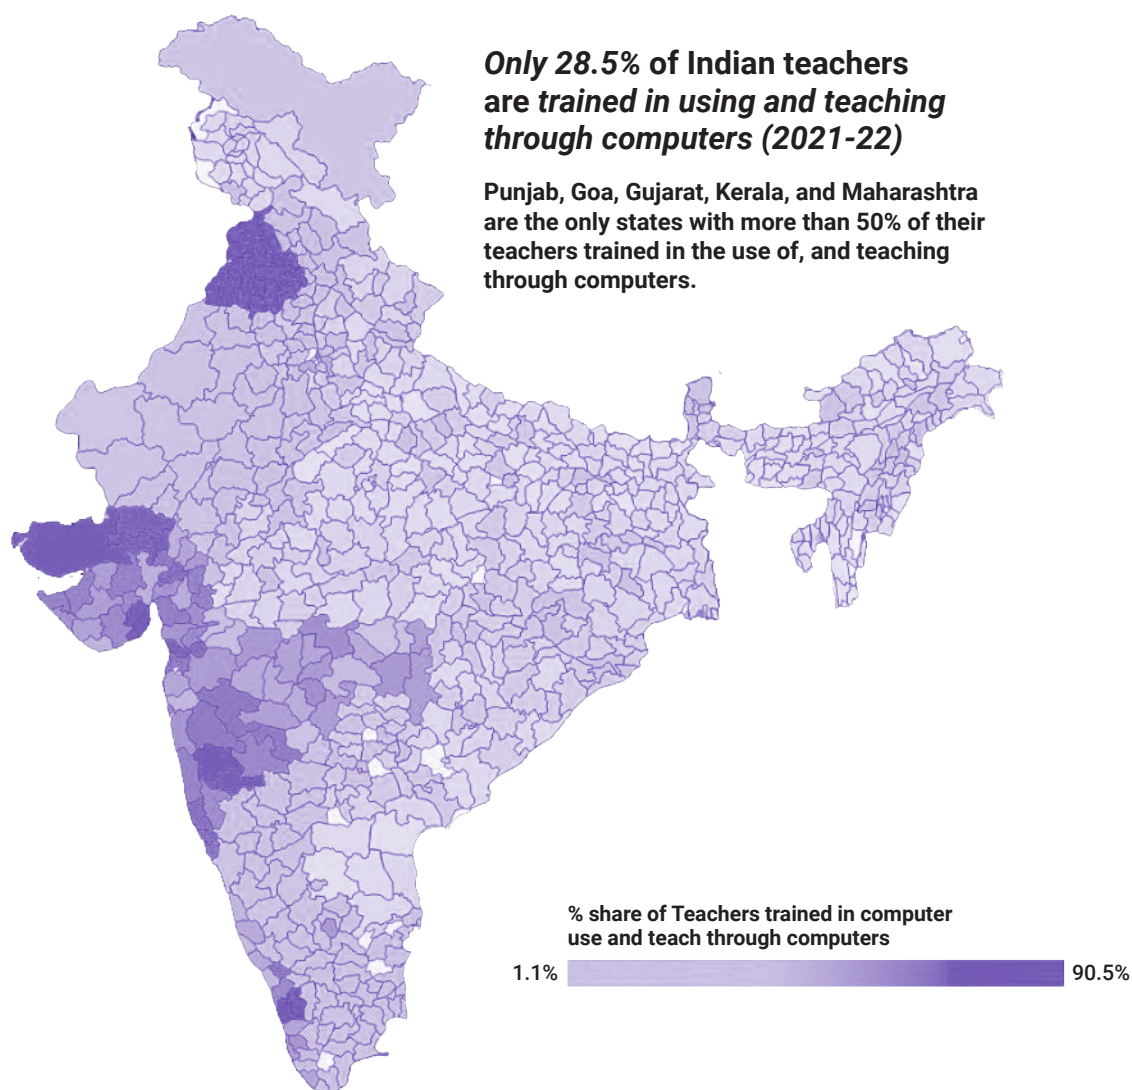 Only 28.5% of Indian teachers
are trained in using and teaching
through computers (2021-22)
Punjab, Goa, Gujarat, Kerala, and Maharashtra
are the only states with more than 50% of their
teachers trained in the use of, and teaching
through computers.
% share of Teachers trained in computer
use and teach through computers
1.1%
90.5%